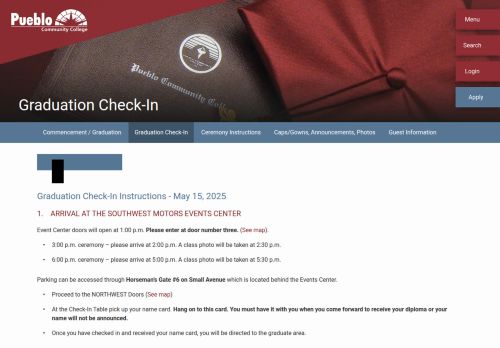 Pueblo
Community College
Menu
Search
Login
Apply
Pueblo Community College
Graduation Check-In
Commencement / Graduation
Graduation Check-In
Ceremony Instructions
Caps/Gowns, Announcements, Photos
Guest Information
Graduation Check-In Instructions - May 15, 2025
1. ARRIVAL AT THE SOUTHWEST MOTORS EVENTS CENTER
Event Center doors will open at 1:00 p.m. Please enter at door number three. (See map).
• 3:00 p.m. ceremony – please arrive at 2:00 p.m. A class photo will be taken at 2:30 p.m.
• 6:00 p.m. ceremony – please arrive at 5:00 p.m. A class photo will be taken at 5:30 p.m.
Parking can be accessed through Horseman's Gate #6 on Small Avenue which is located behind the Events Center.
• Proceed to the NORTHWEST Doors (See map)
• At the Check-In Table pick up your name card. Hang on to this card. You must have it with you when you come forward to receive your diploma or your
name will not be announced.
• Once you have checked in and received your name card, you will be directed to the graduate area.